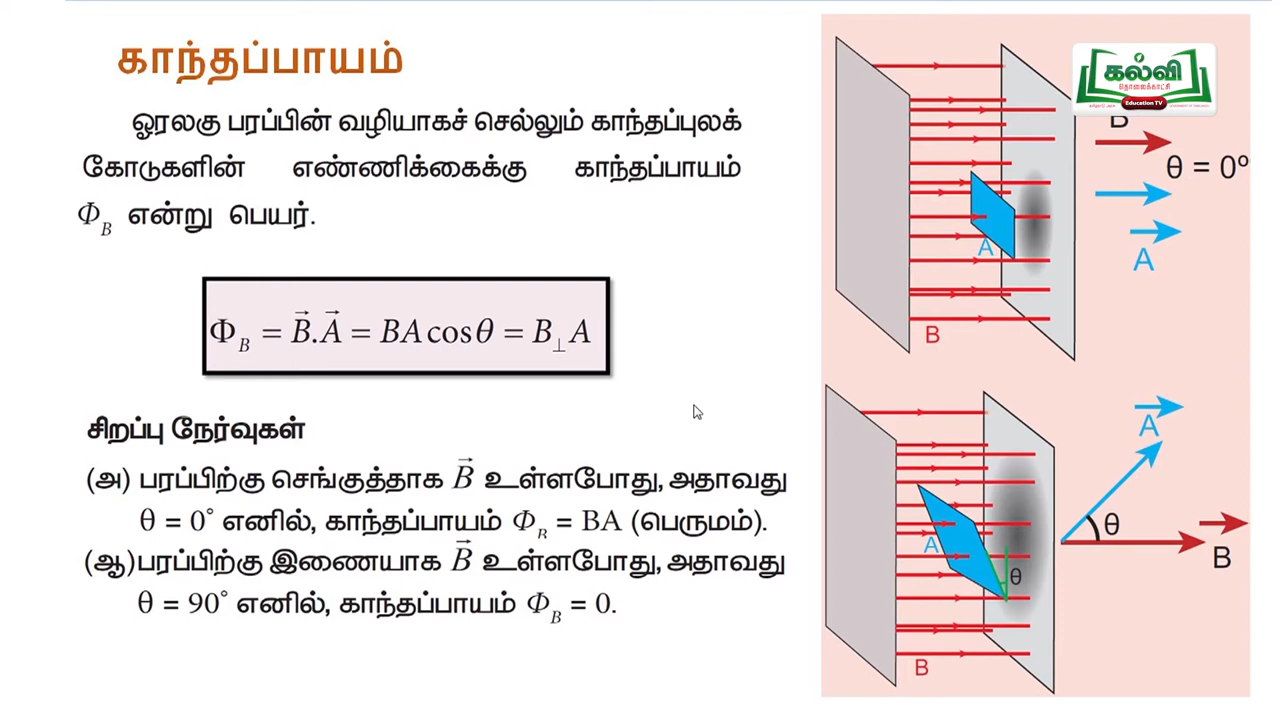 காந்தப்பாயம்
ஓரலகு பரப்பின் வழியாகச் செல்லும் காந்தப்புலக்
கோடுகளின் எண்ணிக்கைக்கு காந்தப்பாயம்
Φ_B என்று பெயர்.
Φ_B = B⃗.A⃗ = BA cosθ = B_⊥ A
சிறப்பு நேர்வுகள்
(அ) பரப்பிற்கு செங்குத்தாக B⃗ உள்ளபோது, அதாவது
θ = 0° எனில், காந்தப்பாயம் Φ_B = BA (பெருமம்).
(ஆ) பரப்பிற்கு இணையாக B⃗ உள்ளபோது, அதாவது
θ = 90° எனில், காந்தப்பாயம் Φ_B = 0.
கல்வி
தொலைக்காட்சி
Education TV
B
θ = 0º
A
A
B
A
θ
B
A
θ
B